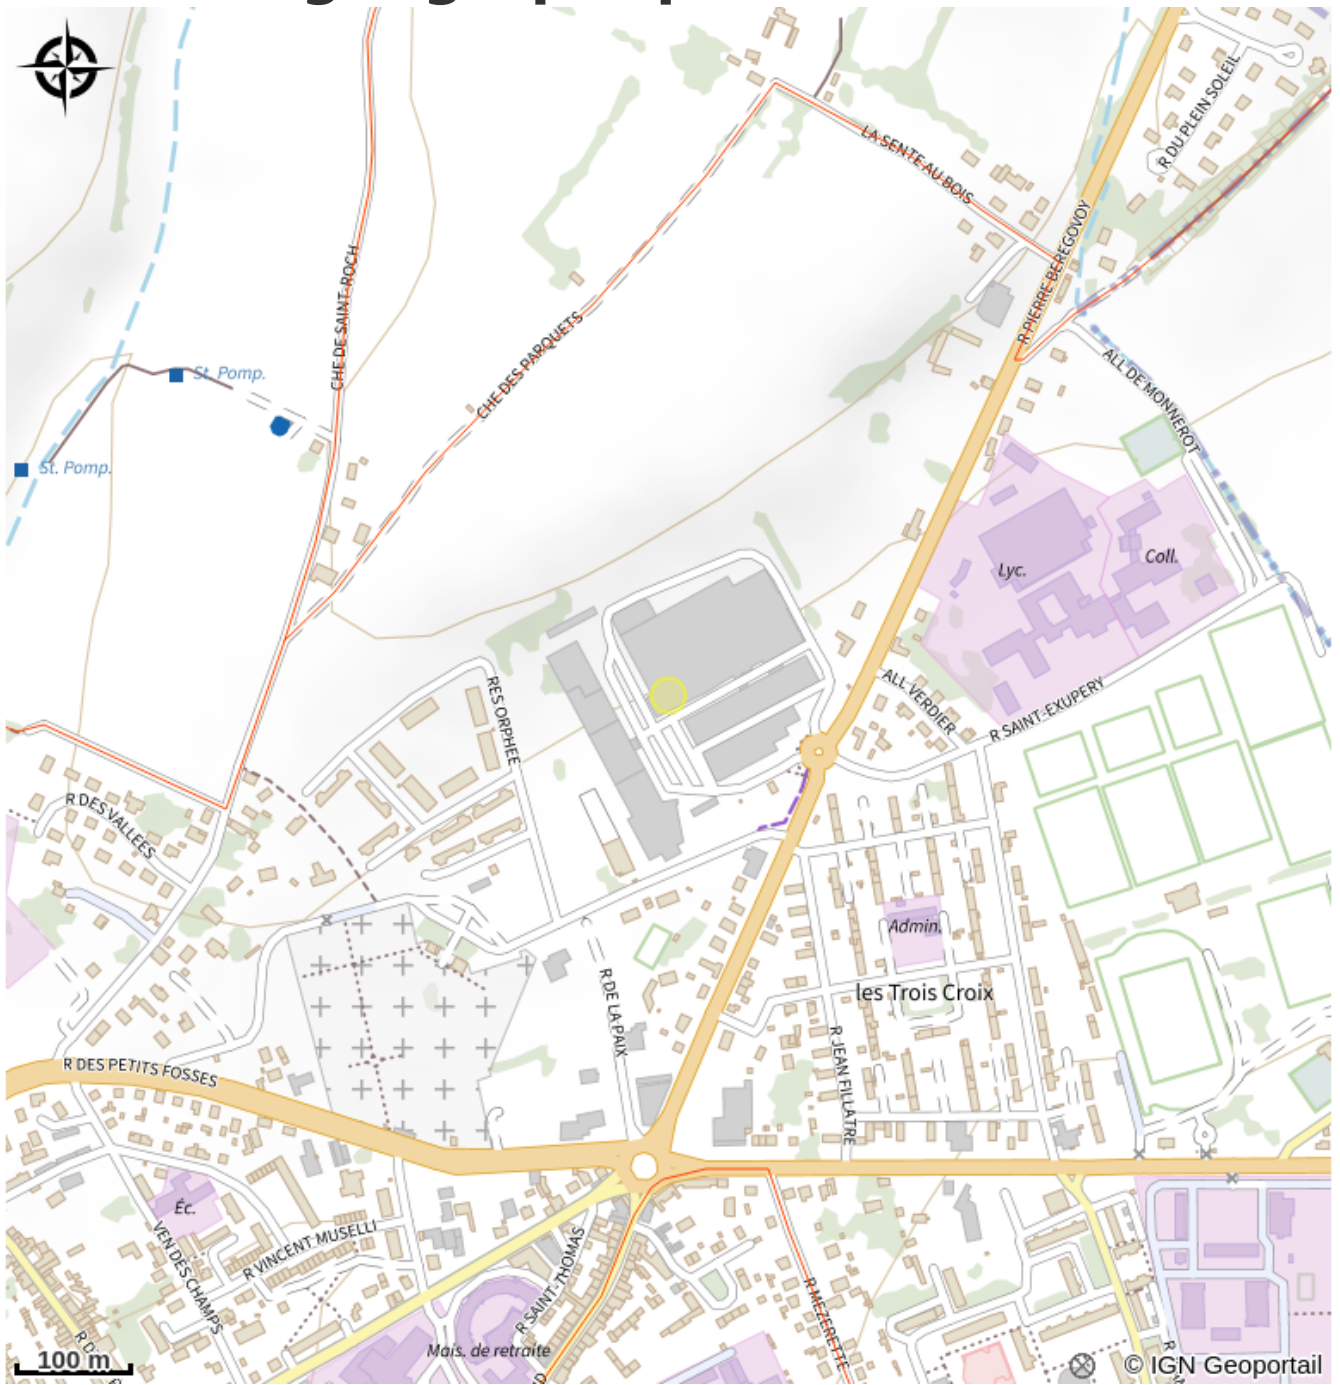 R DU PLEIN SOLEIL
LA SENTE AU BOIS
R PIERRE BEREGOVOY
CHE DE SAINT-ROCH
CHE DES PARQUETS
ALL DE MONNEROT
St. Pomp.
St. Pomp.
Lyc.
Coll.
RES ORPHEE
ALL VERDIER
R SAINT-EXUPERY
R DES VALLEES
Admin.
les Trois Croix
R DE LA PAIX
R JEAN FILLATRE
R DES PETITS FOSSES
Éc.
VEN DES CHAMPS
R VINCENT MUSELLI
R SAINT-THOMAS
R MEZERETTE
Mais. de retraite
100 m
© IGN Geoportail